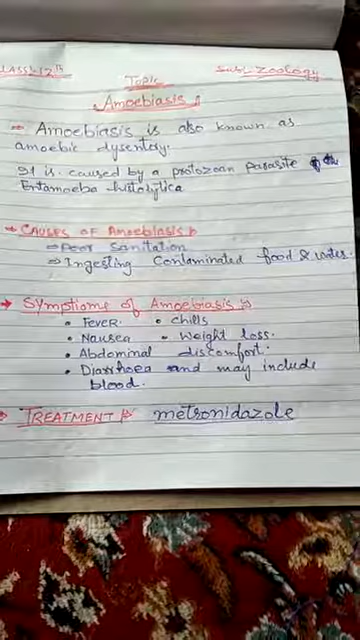 CLASS:-12th
Sub:- Zoology
Topic
Amoebiasis :-
⇒ Amoebiasis is also known as
amoebic dysentery.
It is caused by a protozoan parasite
Entamoeba histolytica
→ CAUSES OF Amoebiasis :-
⇒ Poor Sanitation
⇒ Ingesting Contaminated food & water.
→ Symptioms of Amoebiasis :-
• Fever. • chills
• Nausea • Weight loss.
• Abdominal discomfort.
• Diarrhoea and may include
blood.
→ TREATMENT :- metronidazole